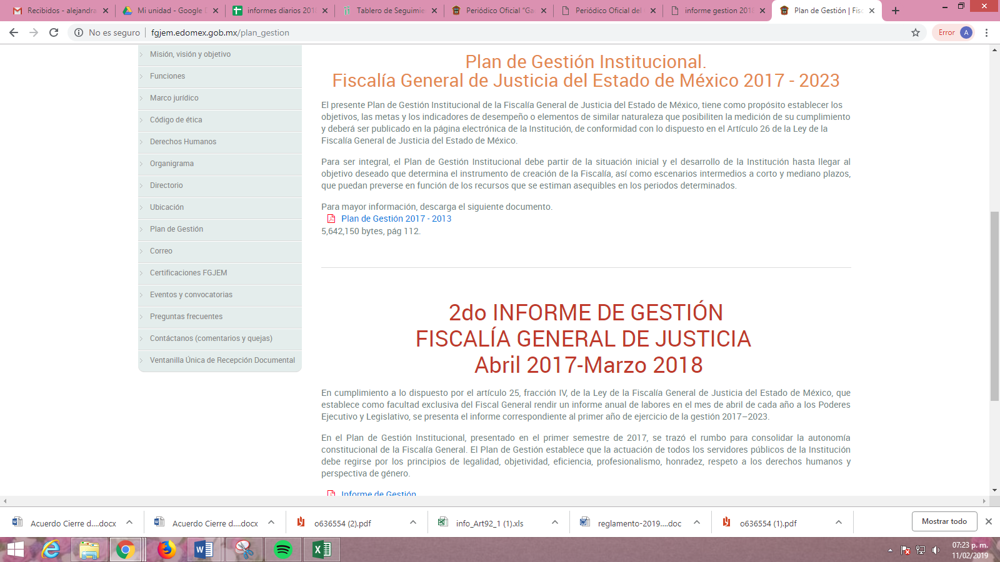 Recibidos - alejandra
Mi unidad - Google D
informes diarios 2018
Tablero de Seguimie
Periódico Oficial "Ga
Periódico Oficial del
informe gestion 2018
Plan de Gestión | Fisc
No es seguro
fgjem.edomex.gob.mx/plan_gestion
Error
A
Misión, visión y objetivo
Funciones
Marco jurídico
Código de ética
Derechos Humanos
Organigrama
Directorio
Ubicación
Plan de Gestión
Correo
Certificaciones FGJEM
Eventos y convocatorias
Preguntas frecuentes
Contáctanos (comentarios y quejas)
Ventanilla Única de Recepción Documental
Plan de Gestión Institucional.
Fiscalía General de Justicia del Estado de México 2017 - 2023
El presente Plan de Gestión Institucional de la Fiscalía General de Justicia del Estado de México, tiene como propósito establecer los
objetivos, las metas y los indicadores de desempeño o elementos de similar naturaleza que posibiliten la medición de su cumplimiento
y deberá ser publicado en la página electrónica de la Institución, de conformidad con lo dispuesto en el Artículo 26 de la Ley de la
Fiscalía General de Justicia del Estado de México.
Para ser integral, el Plan de Gestión Institucional debe partir de la situación inicial y el desarrollo de la Institución hasta llegar al
objetivo deseado que determina el instrumento de creación de la Fiscalía, así como escenarios intermedios a corto y mediano plazos,
que puedan preverse en función de los recursos que se estiman asequibles en los periodos determinados.
Para mayor información, descarga el siguiente documento.
Plan de Gestión 2017 - 2013
5,642,150 bytes, pág 112.
2do INFORME DE GESTIÓN
FISCALÍA GENERAL DE JUSTICIA
Abril 2017-Marzo 2018
En cumplimiento a lo dispuesto por el artículo 25, fracción IV, de la Ley de la Fiscalía General de Justicia del Estado de México, que
establece como facultad exclusiva del Fiscal General rendir un informe anual de labores en el mes de abril de cada año a los Poderes
Ejecutivo y Legislativo, se presenta el informe correspondiente al primer año de ejercicio de la gestión 2017–2023.
En el Plan de Gestión Institucional, presentado en el primer semestre de 2017, se trazó el rumbo para consolidar la autonomía
constitucional de la Fiscalía General. El Plan de Gestión establece que la actuación de todos los servidores públicos de la Institución
debe regirse por los principios de legalidad, objetividad, eficiencia, profesionalismo, honradez, respeto a los derechos humanos y
perspectiva de género.
Informe de Gestión
Acuerdo Cierre d....docx
Acuerdo Cierre d....docx
o636554 (2).pdf
info_Art92_1 (1).xls
reglamento-2019....doc
o636554 (1).pdf
Mostrar todo
07:23 p. m.
11/02/2019